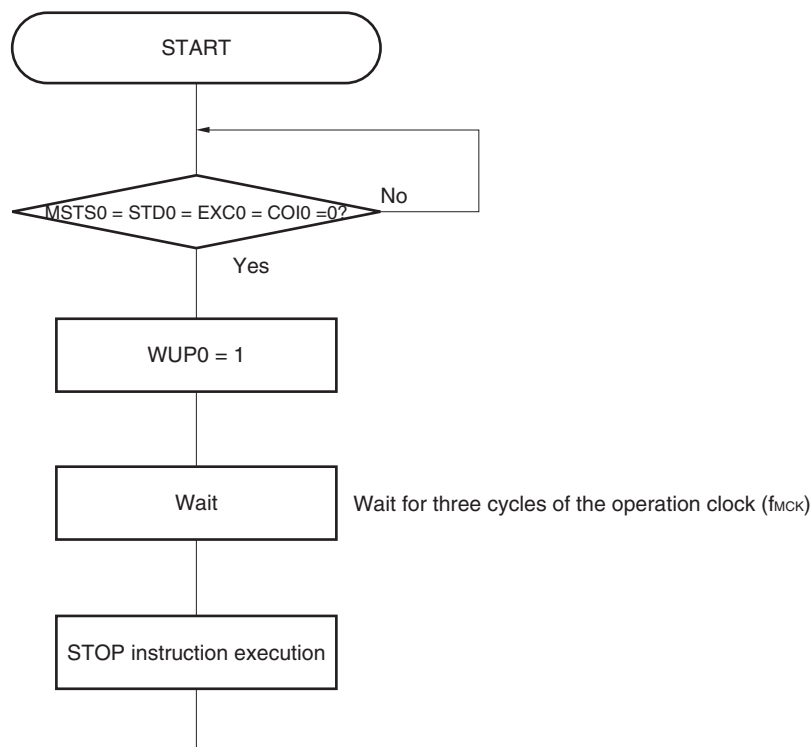 START
MSTS0 = STD0 = EXC0 = COI0 =0?
No
Yes
WUP0 = 1
Wait
Wait for three cycles of the operation clock (fMCK)
STOP instruction execution